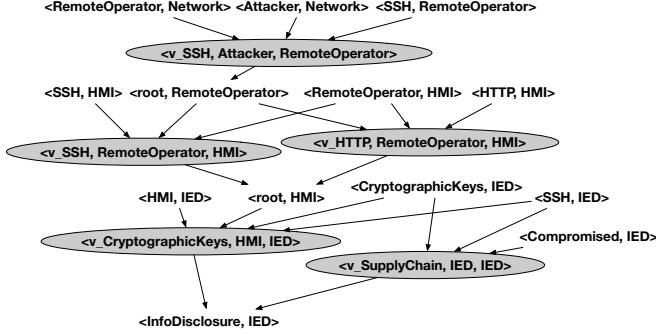 <RemoteOperator, Network> <Attacker, Network> <SSH, RemoteOperator>
<v_SSH, Attacker, RemoteOperator>
<SSH, HMI> <root, RemoteOperator> <RemoteOperator, HMI> <HTTP, HMI>
<v_SSH, RemoteOperator, HMI> <v_HTTP, RemoteOperator, HMI>
<HMI, IED> <root, HMI> <CryptographicKeys, IED> <SSH, IED>
<v_CryptographicKeys, HMI, IED> <Compromised, IED>
<v_SupplyChain, IED, IED>
<InfoDisclosure, IED>